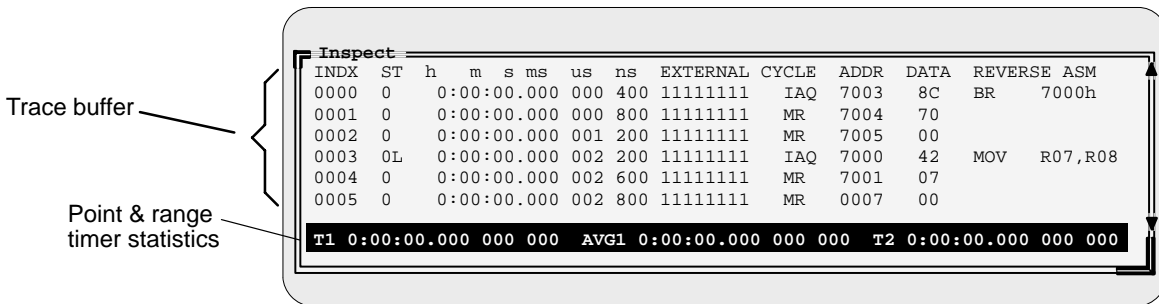 Inspect
INDX ST h m s ms us ns EXTERNAL CYCLE ADDR DATA REVERSE ASM
0000 0 0:00:00.000 000 400 11111111 IAQ 7003 8C BR 7000h
0001 0 0:00:00.000 000 800 11111111 MR 7004 70
0002 0 0:00:00.000 001 200 11111111 MR 7005 00
0003 0L 0:00:00.000 002 200 11111111 IAQ 7000 42 MOV R07,R08
0004 0 0:00:00.000 002 600 11111111 MR 7001 07
0005 0 0:00:00.000 002 800 11111111 MR 0007 00
T1 0:00:00.000 000 000 AVG1 0:00:00.000 000 000 T2 0:00:00.000 000 000
Trace buffer
Point & range
timer statistics